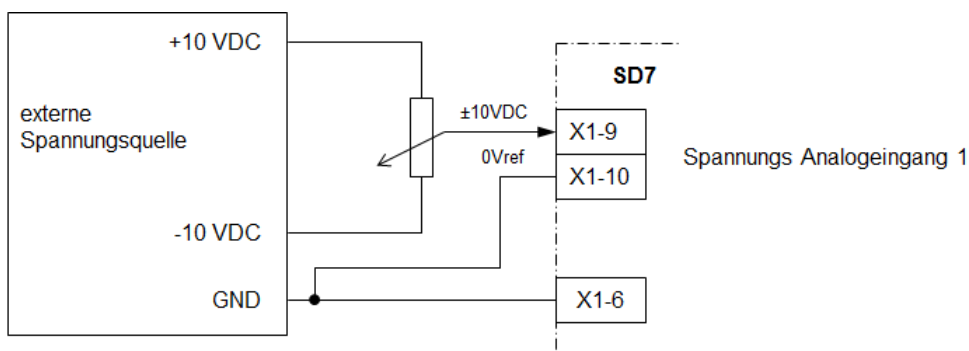 +10 VDC
SD7
externe
Spannungsquelle
±10VDC
X1-9
0Vref
Spannungs Analogeingang 1
X1-10
-10 VDC
GND
X1-6